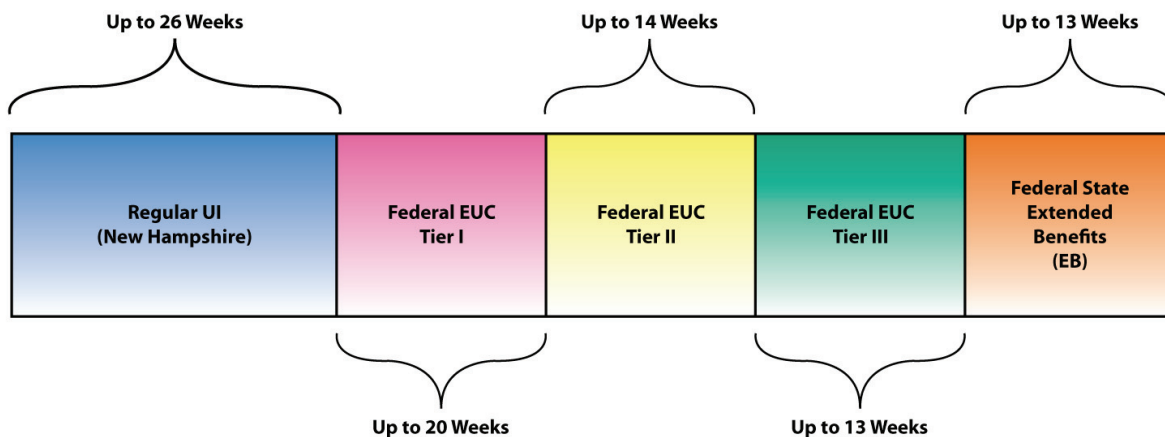 Up to 26 Weeks
Up to 14 Weeks
Up to 13 Weeks
Regular UI
(New Hampshire)
Federal EUC
Tier I
Federal EUC
Tier II
Federal EUC
Tier III
Federal State
Extended
Benefits
(EB)
Up to 20 Weeks
Up to 13 Weeks